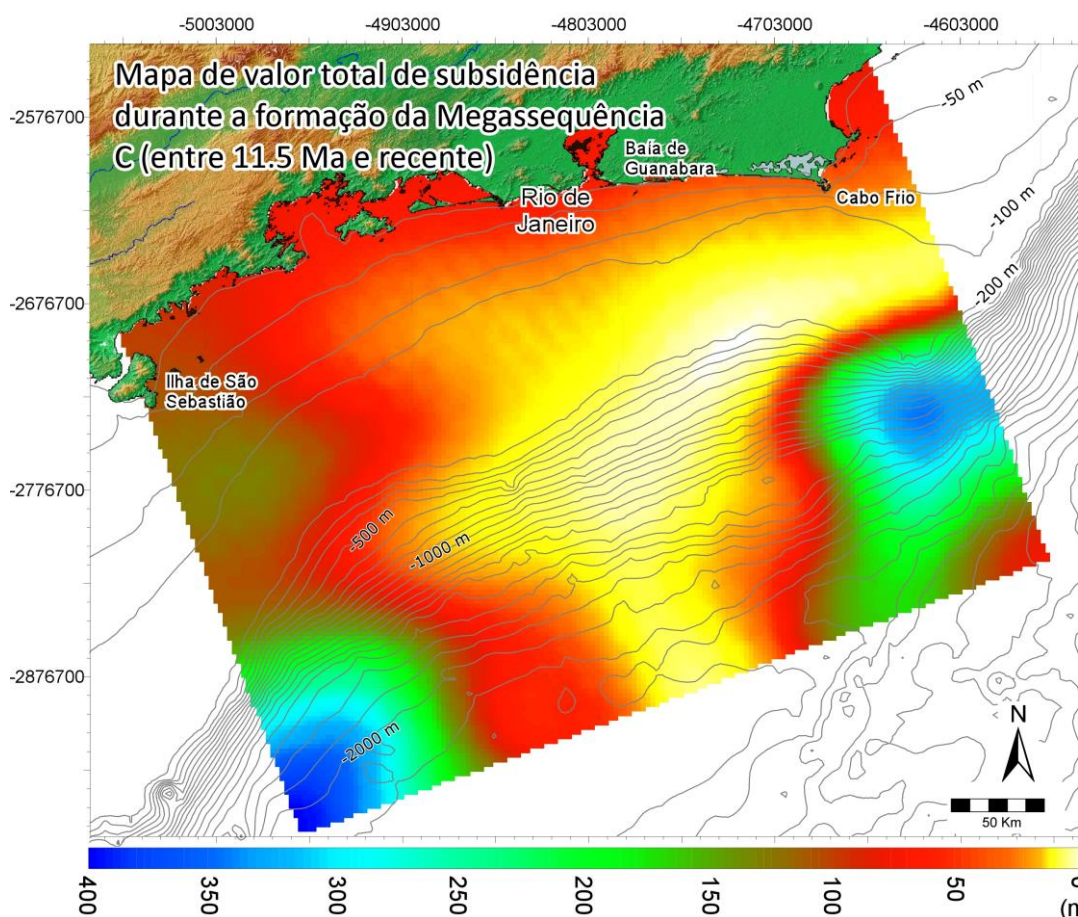 -5003000 -4903000 -4803000 -4703000 -4603000
Mapa de valor total de subsidência
durante a formação da Megassequência
C (entre 11.5 Ma e recente)
-50 m
-2576700
Baía de
Guanabara
Rio de
Janeiro
Cabo Frio
-100 m
-200 m
-2676700
Ilha de São
Sebastião
-2776700
-500 m
-1000 m
-2876700
-2000 m
N
50 Km
400 350 300 250 200 150 100 50 0
(m